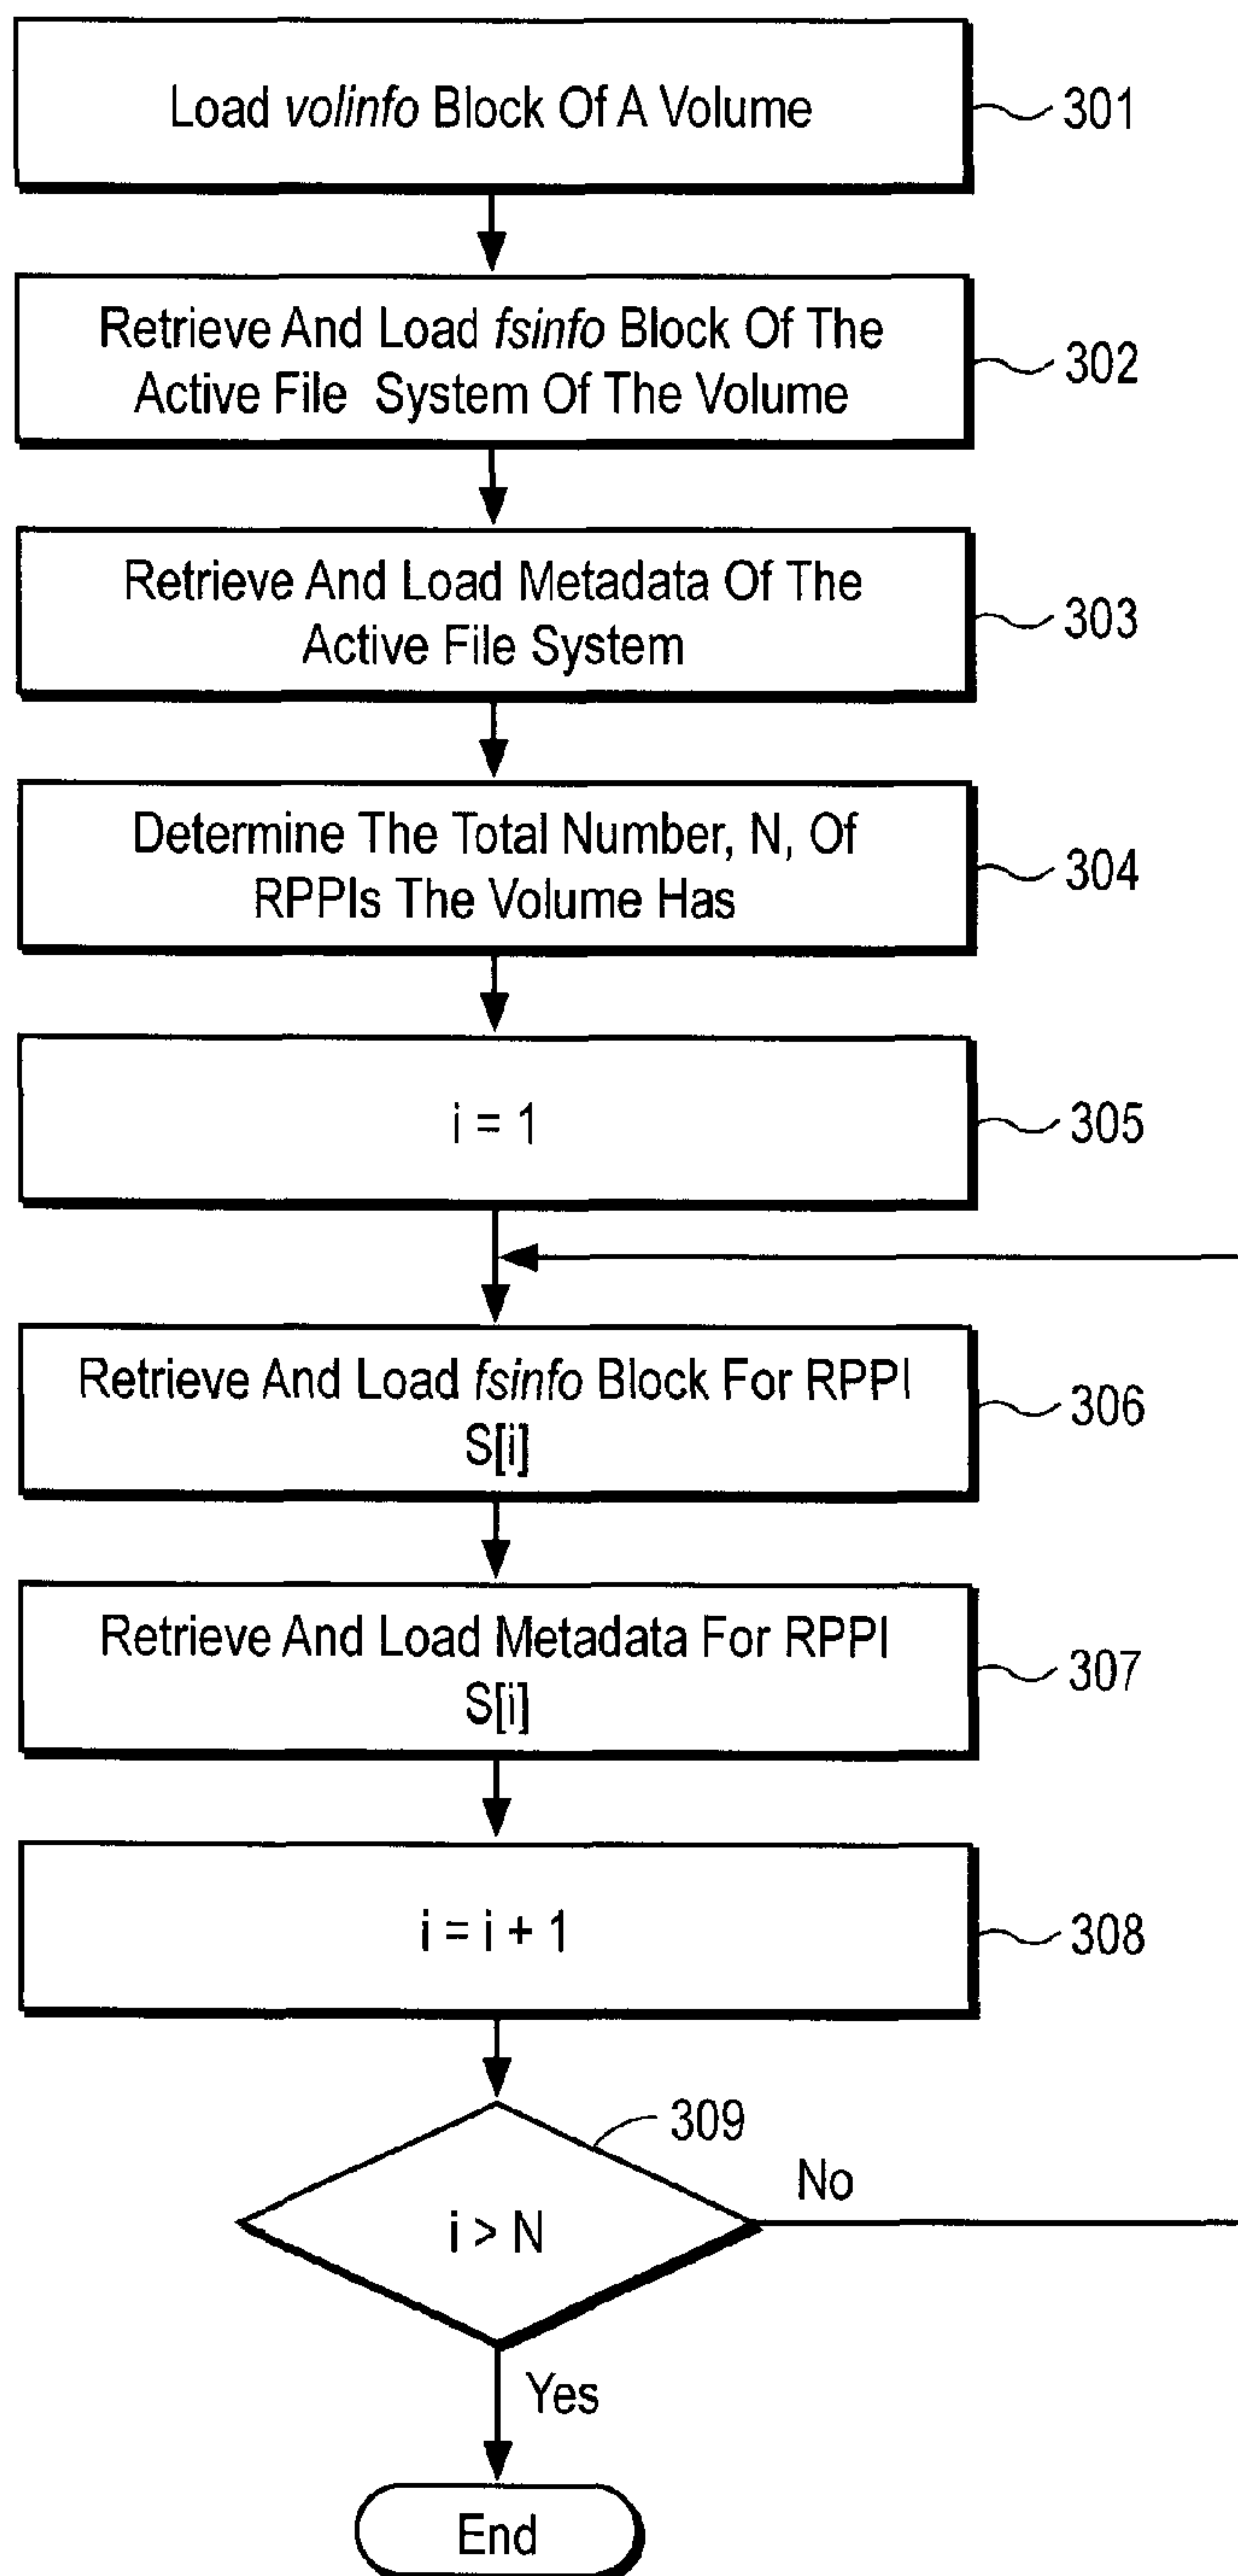 Load volinfo Block Of A Volume
301
Retrieve And Load fsinfo Block Of The
Active File System Of The Volume
302
Retrieve And Load Metadata Of The
Active File System
303
Determine The Total Number, N, Of
RPPIs The Volume Has
304
i = 1
305
Retrieve And Load fsinfo Block For RPPI
S[i]
306
Retrieve And Load Metadata For RPPI
S[i]
307
i = i + 1
308
309
i > N
No
Yes
End